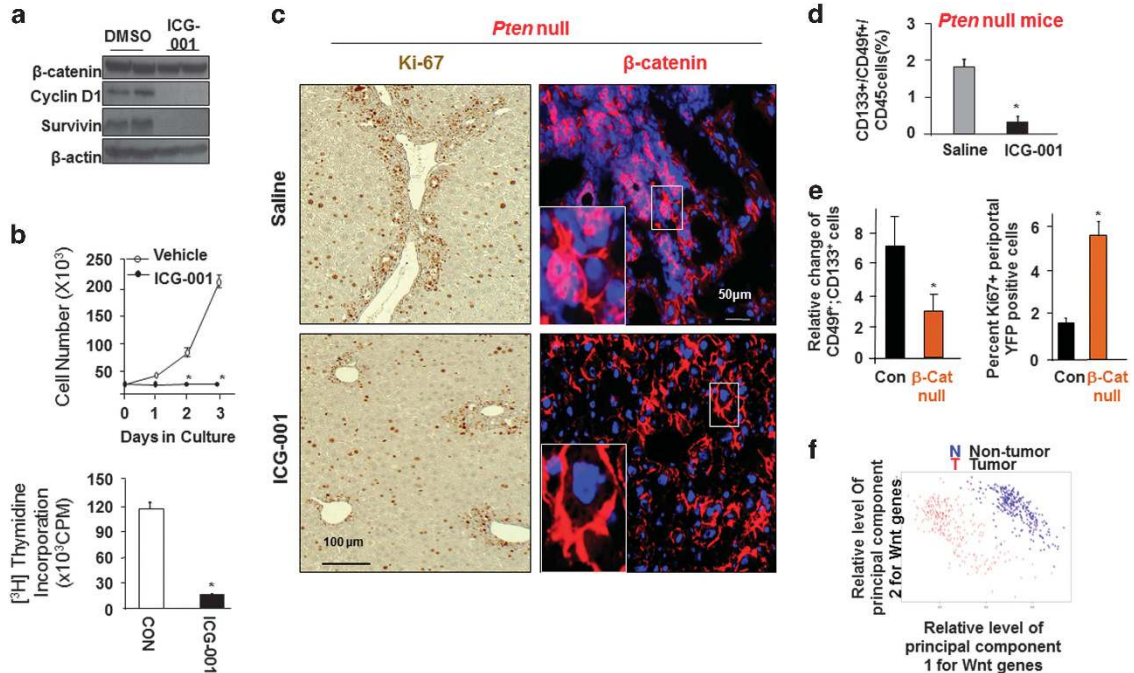 a
DMSO
ICG-
001
β-catenin
Cyclin D1
Survivin
β-actin
b
Vehicle
ICG-001
Cell Number (X10³)
250
200
150
100
50
0 1 2 3
* *
Days in Culture
[³H] Thymidine
Incorporation
(x10³CPM)
150
120
90
60
30
0
*
CON
ICG-001
c
Pten null
Ki-67
β-catenin
Saline
50μm
ICG-001
100 μm
d
Pten null mice
CD133+/CD49f+/
CD45cells(%)
3
2
1
0
*
Saline
ICG-001
e
Relative change of
CD49f⁺;CD133⁺ cells
10
8
6
4
2
0
*
Con
β-Cat
null
Percent Ki67+ periportal
YFP positive cells
6
4
2
0
*
Con
β-Cat
null
f
N Non-tumor
T Tumor
Relative level Of
principal component
2 for Wnt genes
Relative level of
principal component
1 for Wnt genes